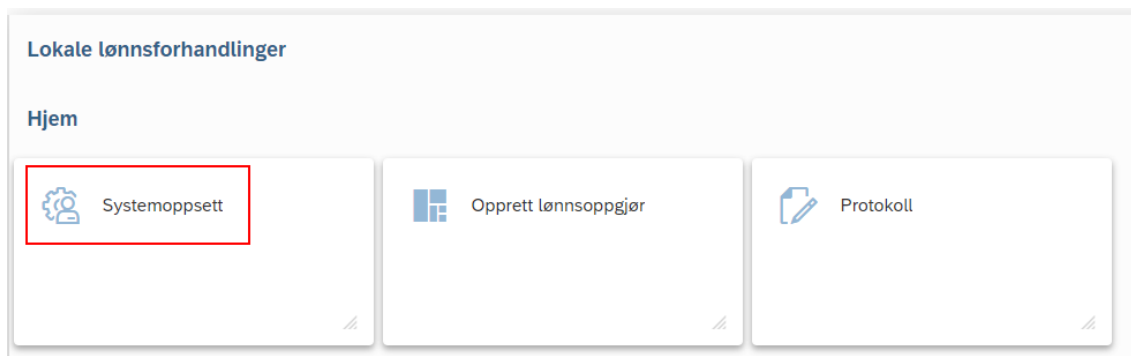 Lokale lønnsforhandlinger
Hjem
Systemoppsett
Opprett lønnsoppgjør
Protokoll